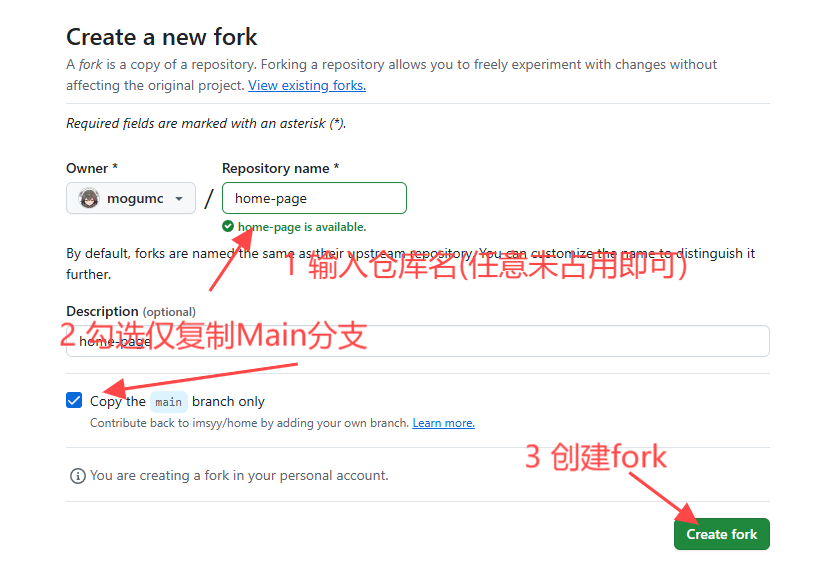 Create a new fork
A fork is a copy of a repository. Forking a repository allows you to freely experiment with changes without
affecting the original project. View existing forks.
Required fields are marked with an asterisk (*).
Owner *
Repository name *
mogumc
/
home-page
home-page is available.
By default, forks are named the same as their upstream repository. You can customize the name to distinguish it
further.
1 输入仓库名(任意未占用即可)
Description (optional)
2 勾选仅复制Main分支
home-page
Copy the main branch only
Contribute back to imsyy/home by adding your own branch. Learn more.
You are creating a fork in your personal account.
3 创建fork
Create fork